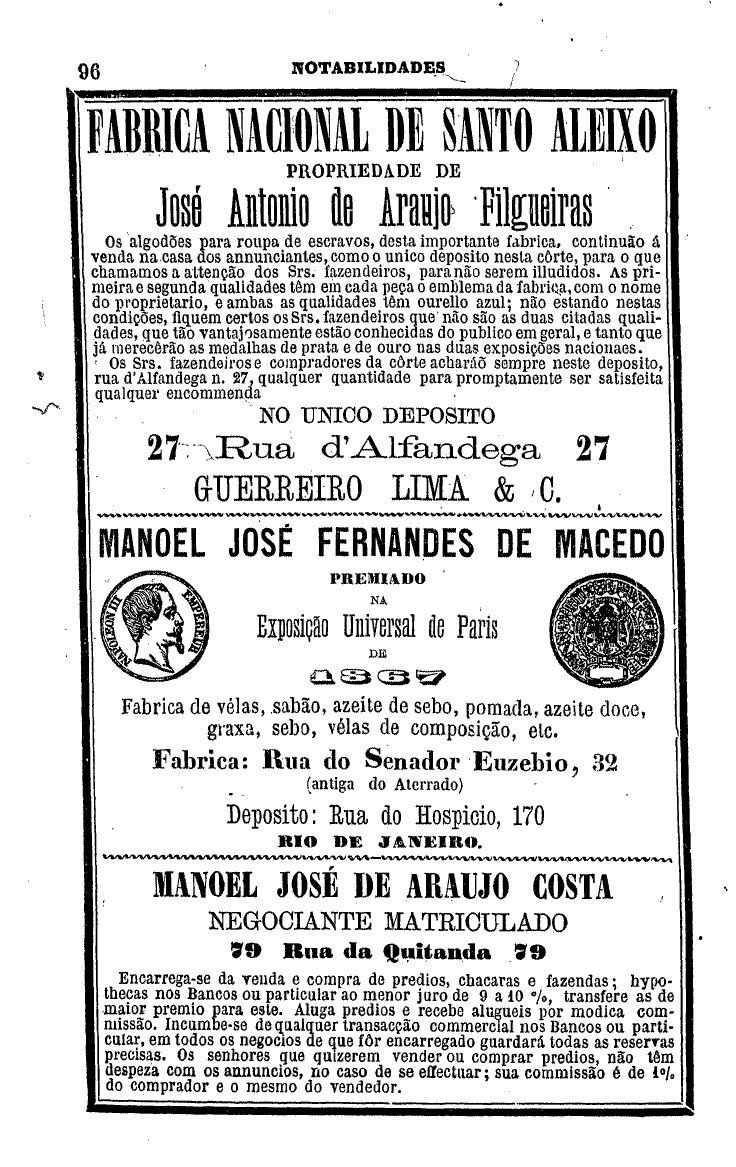 96
NOTABILIDADES
FABRICA NACIONAL DE SANTO ALEIXO
PROPRIEDADE DE
José Antonio de Araujo Filgueiras
Os algodões para roupa de escravos, desta importante fabrica, continuão á
venda na casa dos annunciantes, como o unico deposito nesta côrte, para o que
chamamos a attenção dos Srs. fazendeiros, para não serem illudidos. As pri-
meira e segunda qualidades têm em cada peça o emblema da fabrica, com o nome
do proprietario, e ambas as qualidades têm ourello azul; não estando nestas
condições, fiquem certos os Srs. fazendeiros que não são as duas citadas quali-
dades, que tão vantajosamente estão conhecidas do publico em geral, e tanto que
já merecêrão as medalhas de prata e de ouro nas duas exposições nacionaes.
Os Srs. fazendeiros e compradores da côrte acharáõ sempre neste deposito,
rua d'Alfandega n. 27, qualquer quantidade para promptamente ser satisfeita
qualquer encommenda
NO UNICO DEPOSITO
27 Rua d'Alfandega 27
GUERREIRO LIMA & C.
MANOEL JOSÉ FERNANDES DE MACEDO
PREMIADO
NA
NAPOLEON III EMPEREUR
Exposição Universal de Paris
DE
1867
Fabrica de vélas, sabão, azeite de sebo, pomada, azeite doce,
graxa, sebo, vélas de composição, etc.
Fabrica: Rua do Senador Euzebio, 32
(antiga do Aterrado)
Deposito: Rua do Hospicio, 170
RIO DE JANEIRO.
MANOEL JOSÉ DE ARAUJO COSTA
NEGOCIANTE MATRICULADO
79 Rua da Quitanda 79
Encarrega-se da venda e compra de predios, chacaras e fazendas; hypo-
thecas nos Bancos ou particular ao menor juro de 9 a 10 %, transfere as de
maior premio para este. Aluga predios e recebe alugueis por modica com-
missão. Incumbe-se de qualquer transacção commercial nos Bancos ou parti-
cular, em todos os negocios de que fôr encarregado guardará todas as reservas
precisas. Os senhores que quizerem vender ou comprar predios, não têm
despeza com os annuncios, no caso de se effectuar; sua commissão é de 1%
do comprador e o mesmo do vendedor.